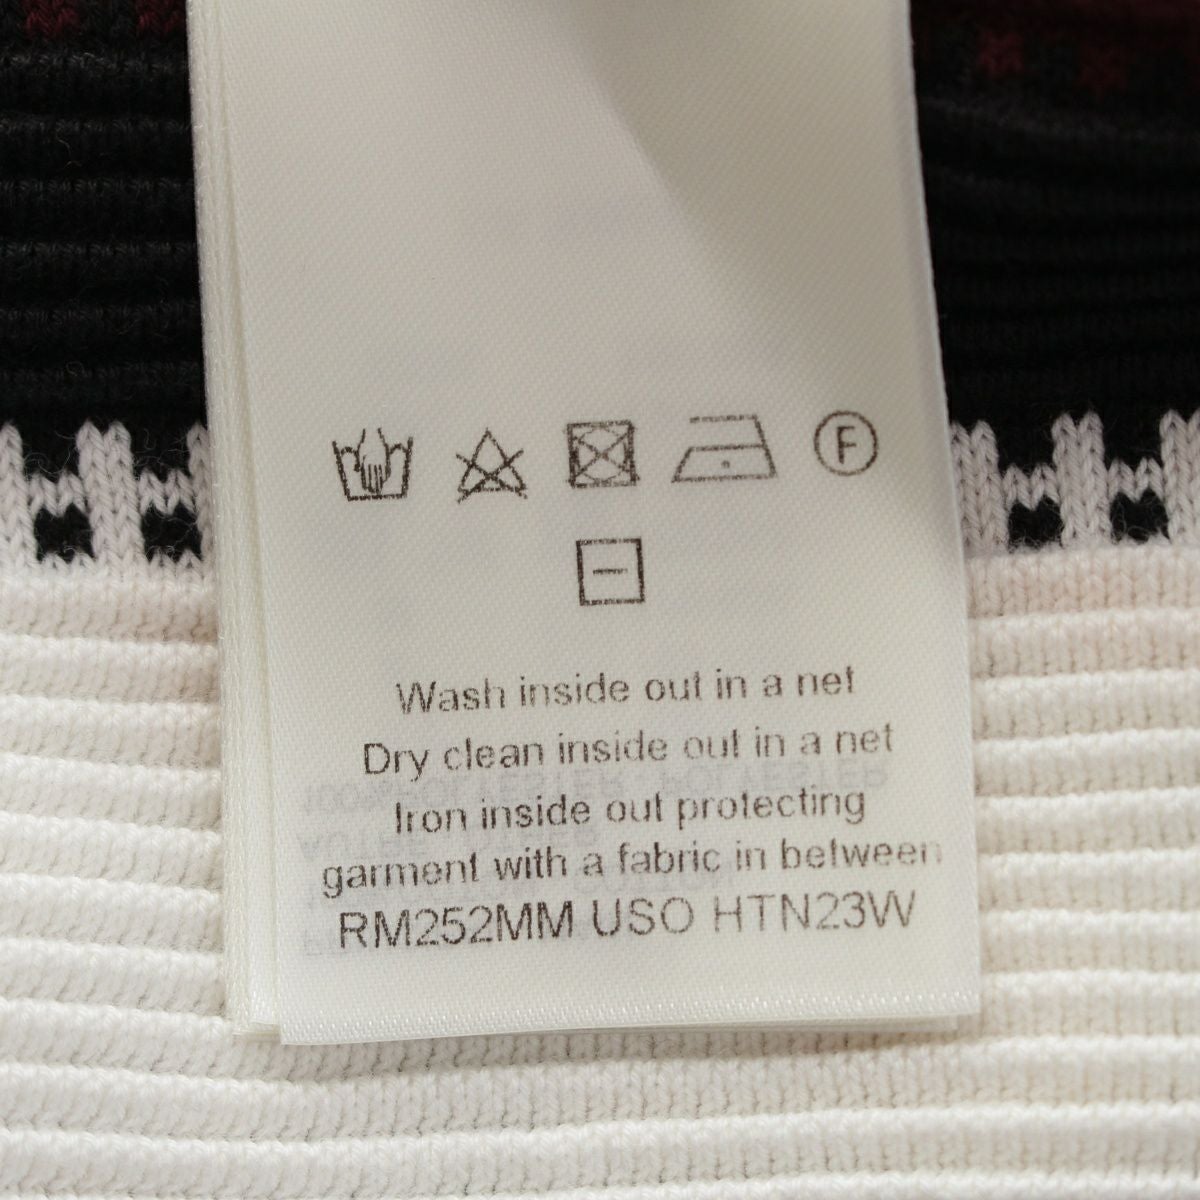 F
Wash inside out in a net
Dry clean inside out in a net
Iron inside out protecting
garment with a fabric in between
RM252MM USO HTN23W